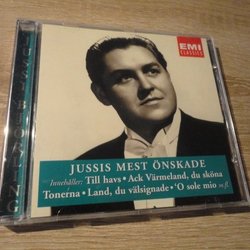 JUSSI BJÖRLING
EMI
CLASSICS
JUSSIS MEST ÖNSKADE
Innehåller: Till havs • Ack Värmeland, du sköna
Tonerna • Land, du välsignade • 'O sole mio m.fl.